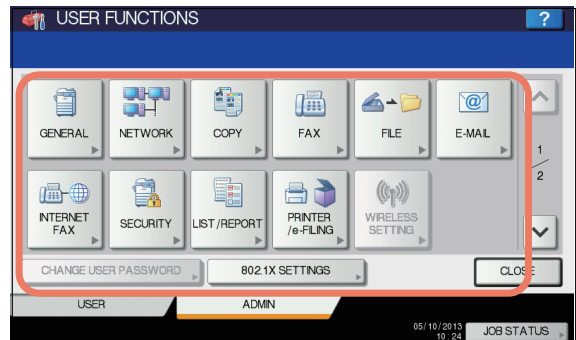 USER FUNCTIONS
?
GENERAL
NETWORK
COPY
FAX
FILE
@
E-MAIL
1
2
INTERNET
FAX
SECURITY
LIST/REPORT
PRINTER
/e-FILING
WIRELESS
SETTING
CHANGE USER PASSWORD
802.1X SETTINGS
CLOSE
USER
ADMIN
05/10/2013
10:24
JOB STATUS